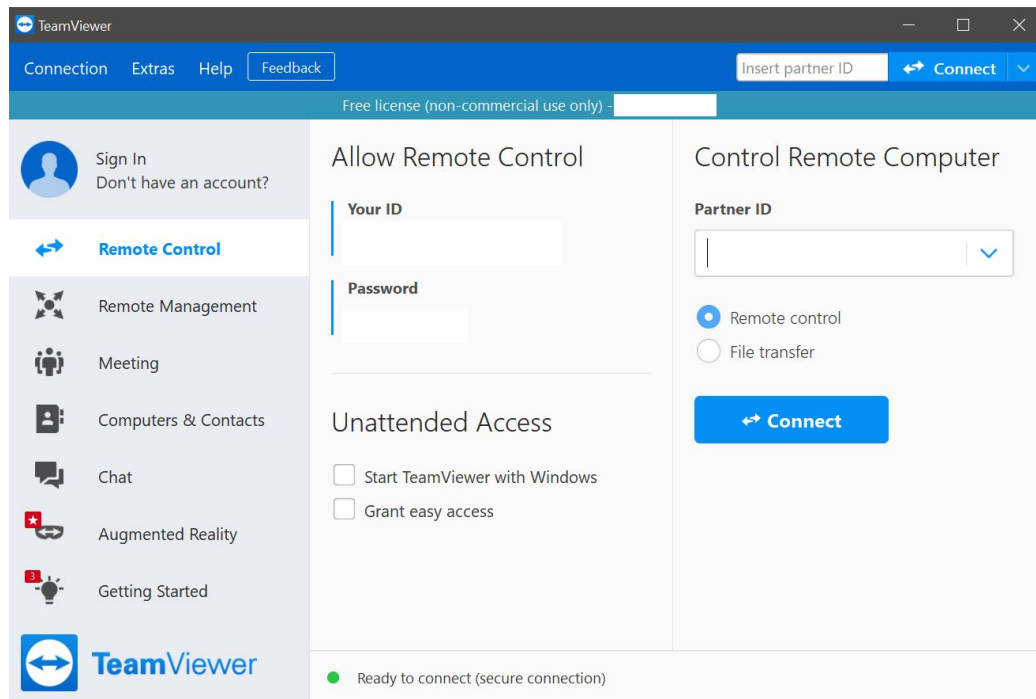 TeamViewer
Connection Extras Help Feedback
Insert partner ID Connect
Free license (non-commercial use only) -
Sign In
Don't have an account?
Remote Control
Remote Management
Meeting
Computers & Contacts
Chat
Augmented Reality
3
Getting Started
TeamViewer
Allow Remote Control
Your ID
Password
Unattended Access
Start TeamViewer with Windows
Grant easy access
Control Remote Computer
Partner ID
Remote control
File transfer
Connect
Ready to connect (secure connection)